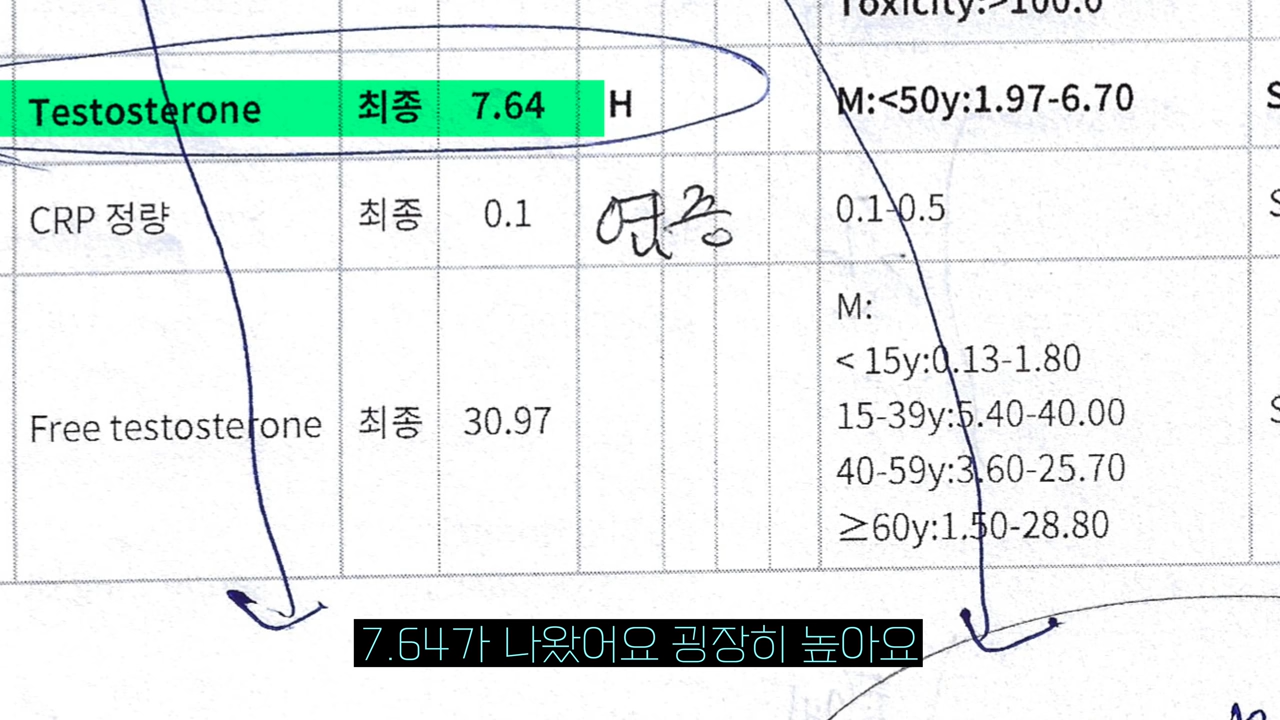 Toxicity:>100.0
Testosterone 최종 7.64 H M:<50y:1.97-6.70 S
CRP 정량 최종 0.1 염증 0.1-0.5 S
M:
< 15y:0.13-1.80
Free testosterone 최종 30.97 15-39y:5.40-40.00 S
40-59y:3.60-25.70
≥60y:1.50-28.80
7.64가 나왔어요 굉장히 높아요